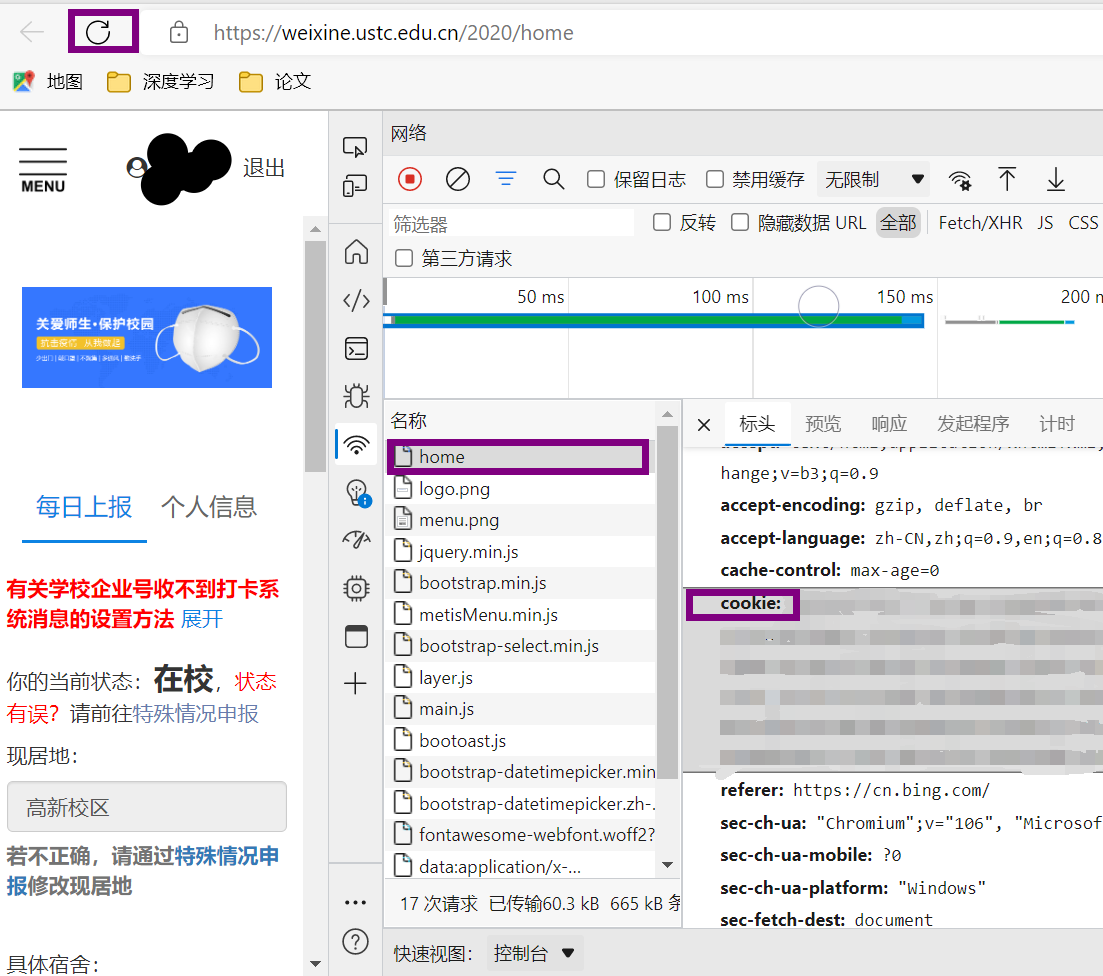 https://weixine.ustc.edu.cn/2020/home
地图 深度学习 论文
MENU
退出
关爱师生·保护校园
抗击疫情 从我做起
每日上报 个人信息
有关学校企业号收不到打卡系
统消息的设置方法 展开
你的当前状态：在校，状态
有误？请前往特殊情况申报
现居地：
高新校区
若不正确，请通过特殊情况申
报修改现居地
具体宿舍：
网络
保留日志 禁用缓存 无限制
筛选器 反转 隐藏数据 URL 全部 Fetch/XHR JS CSS
第三方请求
50 ms 100 ms 150 ms 200 m
名称
home
logo.png
menu.png
jquery.min.js
bootstrap.min.js
metisMenu.min.js
bootstrap-select.min.js
layer.js
main.js
bootoast.js
bootstrap-datetimepicker.min
bootstrap-datetimepicker.zh-.
fontawesome-webfont.woff2?
data:application/x-...
17 次请求 已传输60.3 kB 665 kB 条
标头 预览 响应 发起程序 计时
hange;v=b3;q=0.9
accept-encoding: gzip, deflate, br
accept-language: zh-CN,zh;q=0.9,en;q=0.8
cache-control: max-age=0
cookie:
referer: https://cn.bing.com/
sec-ch-ua: "Chromium";v="106", "Microsof
sec-ch-ua-mobile: ?0
sec-ch-ua-platform: "Windows"
sec-fetch-dest: document
快速视图： 控制台